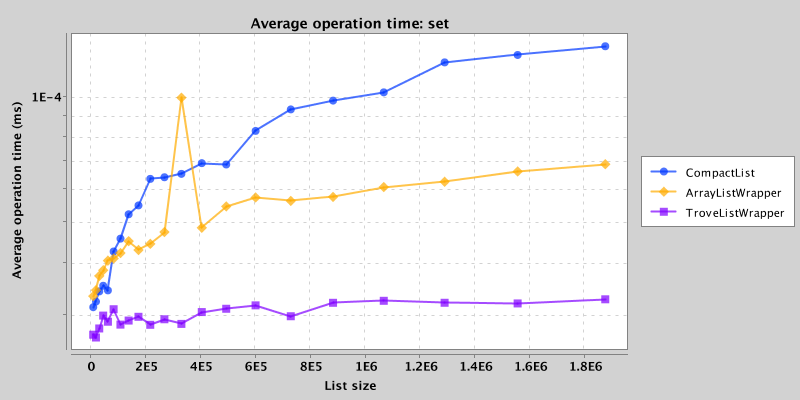 Average operation time: set
Average operation time (ms)
1E-4
0 2E5 4E5 6E5 8E5 1E6 1.2E6 1.4E6 1.6E6 1.8E6
List size
CompactList
ArrayListWrapper
TroveListWrapper